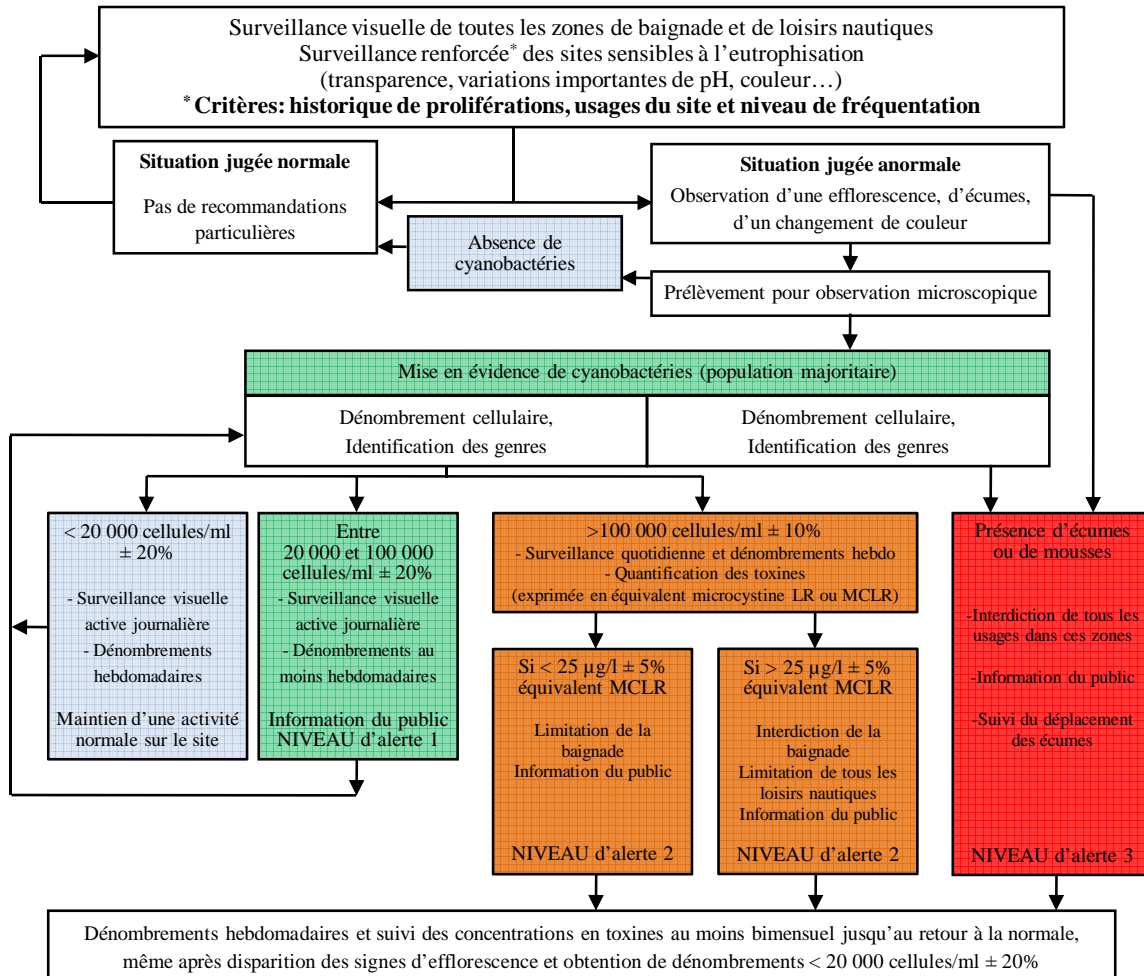 Surveillance visuelle de toutes les zones de baignade et de loisirs nautiques
Surveillance renforcée* des sites sensibles à l’eutrophisation
(transparence, variations importantes de pH, couleur…)
* Critères: historique de proliférations, usages du site et niveau de fréquentation
Situation jugée normale
Pas de recommandations
particulières
Situation jugée anormale
Observation d’une efflorescence, d’écumes,
d’un changement de couleur
Absence de
cyanobactéries
Prélèvement pour observation microscopique
Mise en évidence de cyanobactéries (population majoritaire)
Dénombrement cellulaire,
Identification des genres
Dénombrement cellulaire,
Identification des genres
< 20 000 cellules/ml
± 20%
- Surveillance visuelle
active journalière
- Dénombrements
hebdomadaires
Maintien d’une activité
normale sur le site
Entre
20 000 et 100 000
cellules/ml ± 20%
- Surveillance visuelle
active journalière
- Dénombrements au
moins hebdomadaires
Information du public
NIVEAU d’alerte 1
>100 000 cellules/ml ± 10%
- Surveillance quotidienne et dénombrements hebdo
- Quantification des toxines
(exprimée en équivalent microcystine LR ou MCLR)
Si < 25 µg/l ± 5%
équivalent MCLR
Limitation de la
baignade
Information du public
NIVEAU d’alerte 2
Si > 25 µg/l ± 5%
équivalent MCLR
Interdiction de la
baignade
Limitation de tous les
loisirs nautiques
Information du public
NIVEAU d’alerte 2
Présence d’écumes
ou de mousses
-Interdiction de tous les
usages dans ces zones
-Information du public
-Suivi du déplacement
des écumes
NIVEAU d’alerte 3
Dénombrements hebdomadaires et suivi des concentrations en toxines au moins bimensuel jusqu’au retour à la normale,
même après disparition des signes d’efflorescence et obtention de dénombrements < 20 000 cellules/ml ± 20%